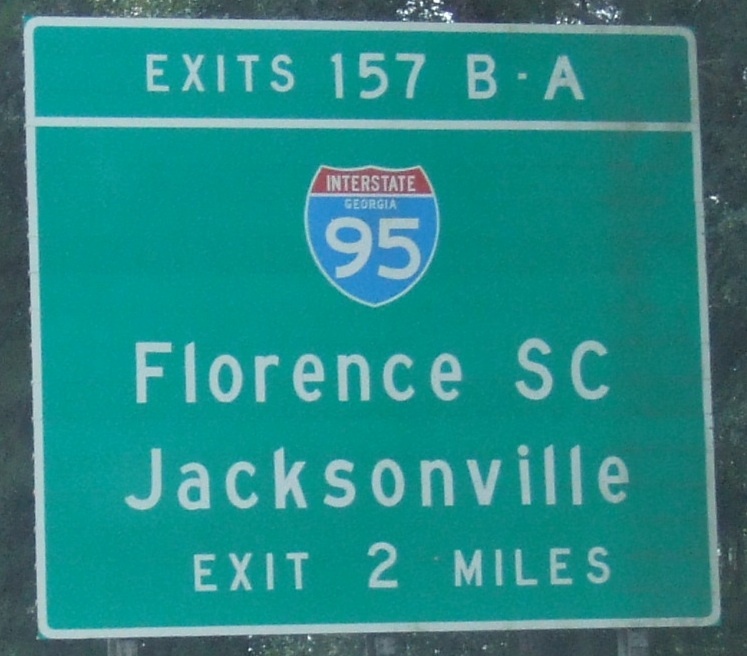 EXITS 157 B-A
INTERSTATE
GEORGIA
95
Florence SC
Jacksonville
EXIT 2 MILES